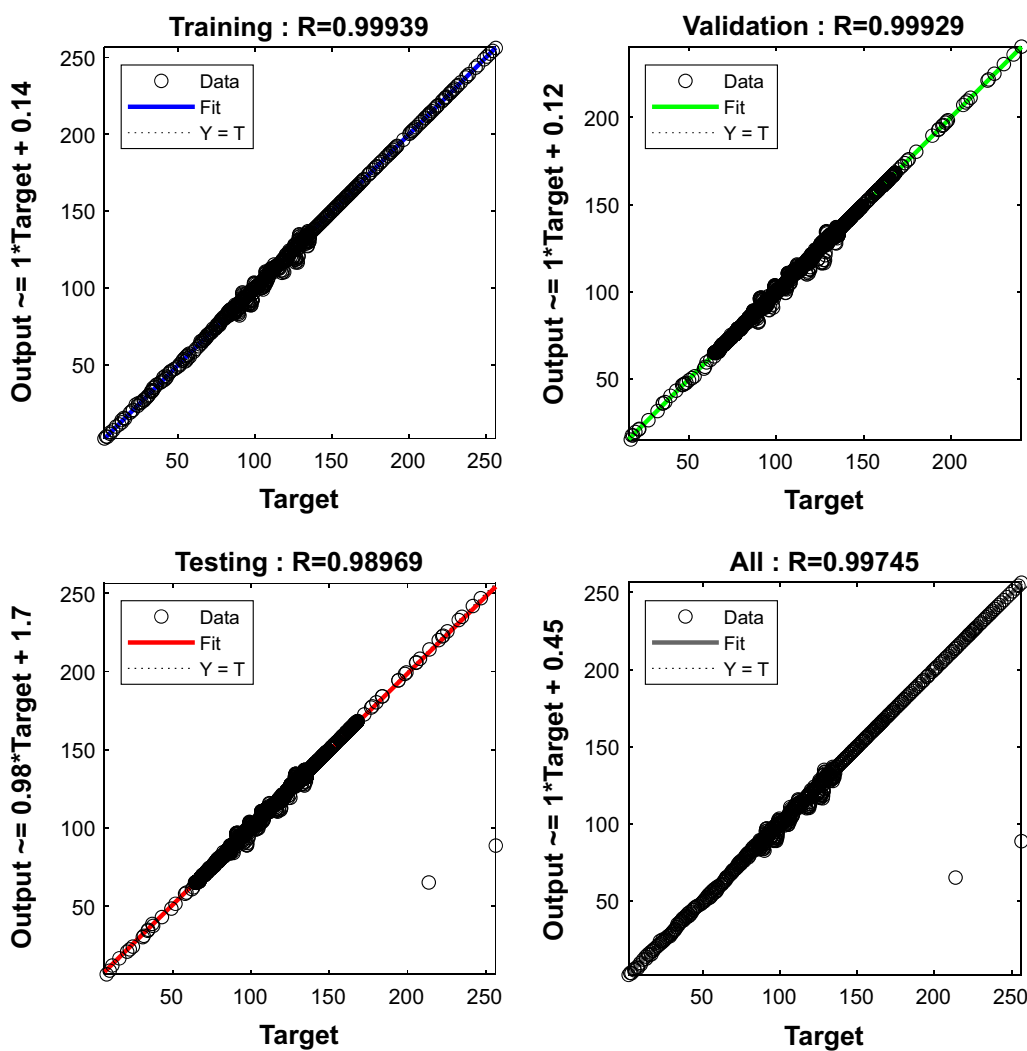 Training : R=0.99939
Output ~= 1*Target + 0.14
Data
Fit
Y = T
250
200
150
100
50
50 100 150 200 250
Target
Validation : R=0.99929
Output ~= 1*Target + 0.12
Data
Fit
Y = T
200
150
100
50
50 100 150 200
Target
Testing : R=0.98969
Output ~= 0.98*Target + 1.7
Data
Fit
Y = T
250
200
150
100
50
50 100 150 200 250
Target
All : R=0.99745
Output ~= 1*Target + 0.45
Data
Fit
Y = T
250
200
150
100
50
50 100 150 200 250
Target